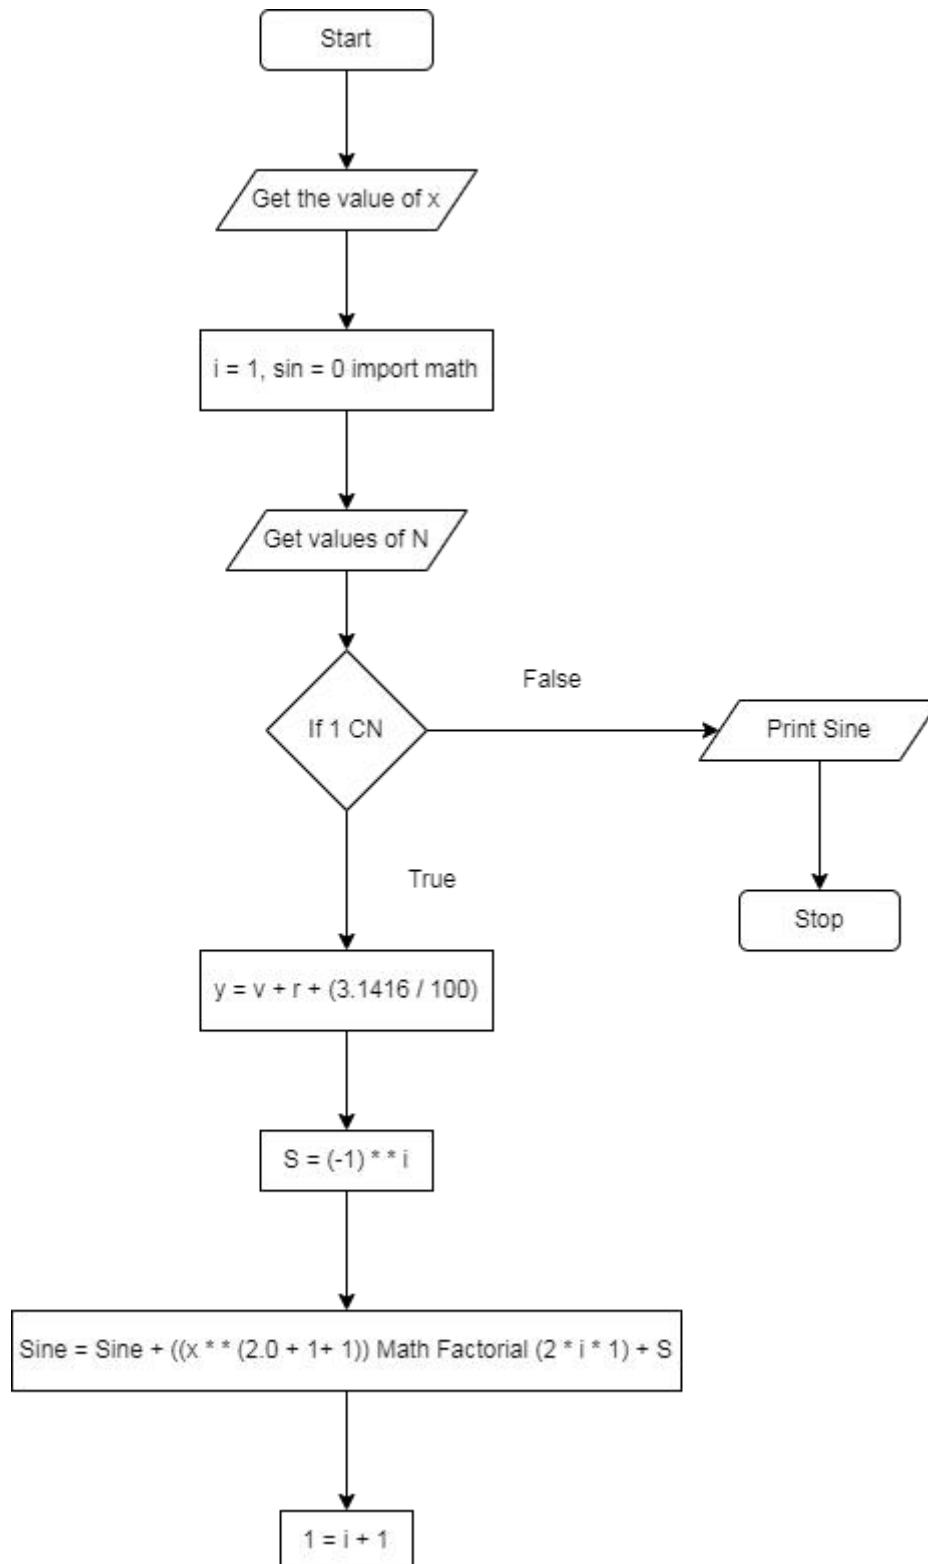 Start
Get the value of x
i = 1, sin = 0 import math
Get values of N
If 1 CN
False
Print Sine
True
Stop
y = v + r + (3.1416 / 100)
S = (-1) * * i
Sine = Sine + ((x * * (2.0 + 1+ 1)) Math Factorial (2 * i * 1) + S
1 = i + 1